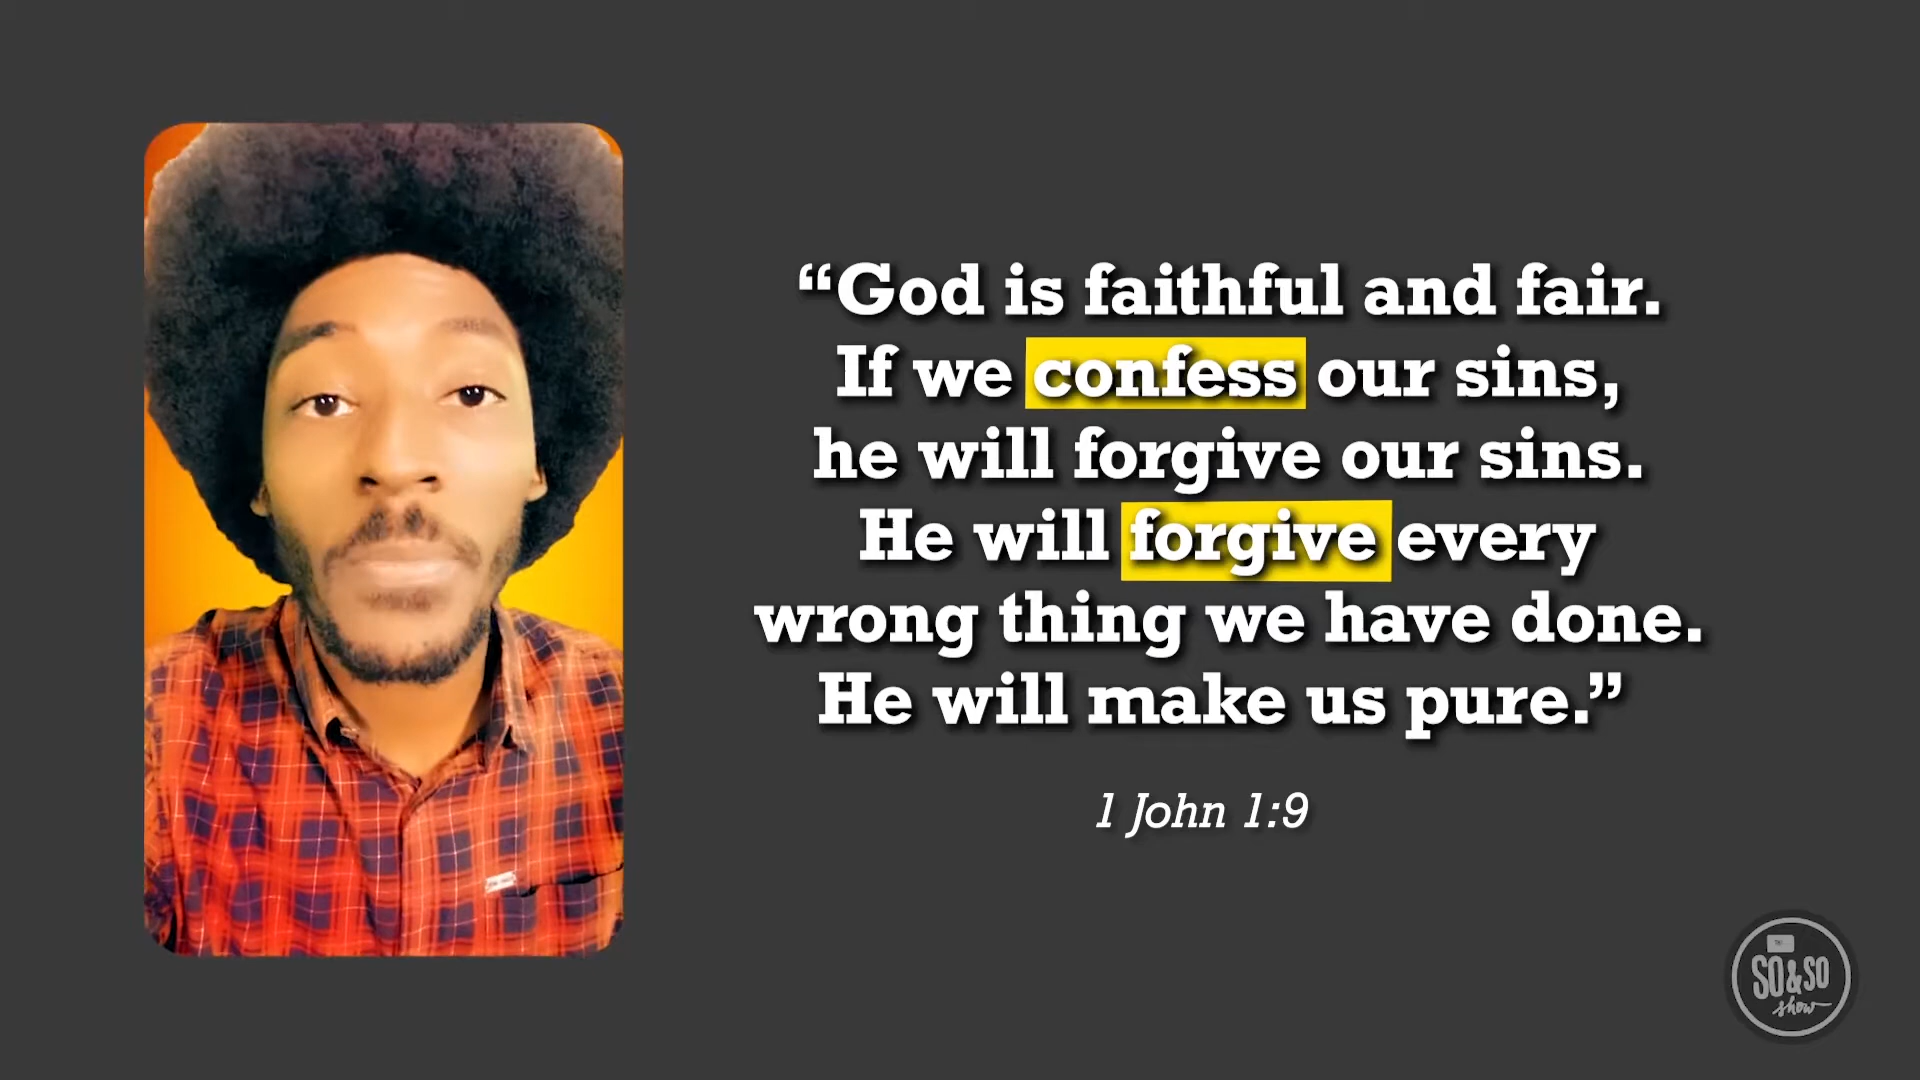 “God is faithful and fair.
If we confess our sins,
he will forgive our sins.
He will forgive every
wrong thing we have done.
He will make us pure.”
1 John 1:9
SO&SO
show